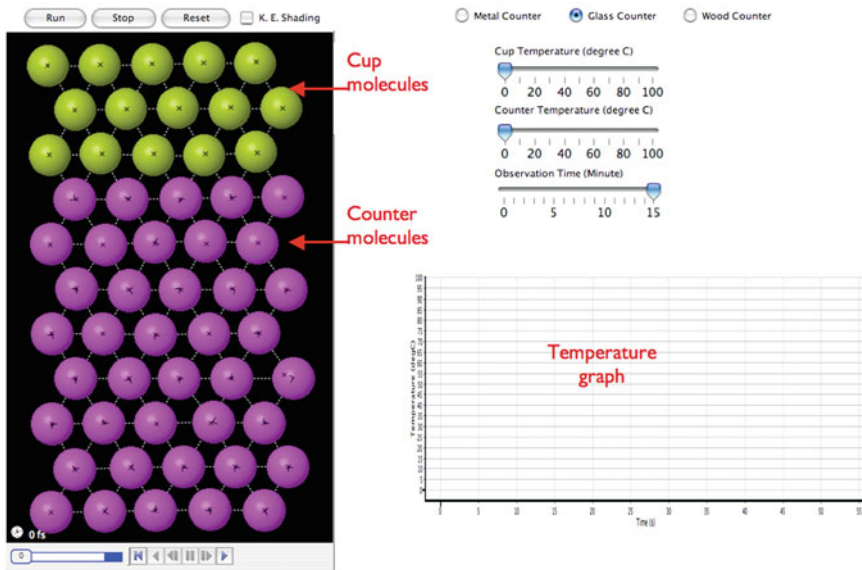 Run Stop Reset K. E. Shading
Metal Counter Glass Counter Wood Counter
Cup
molecules
Cup Temperature (degree C)
0 20 40 60 80 100
Counter Temperature (degree C)
0 20 40 60 80 100
Observation Time (Minute)
0 5 10 15
Counter
molecules
Temperature (degC)
Temperature
graph
0 5 10 15 20 25 30 35 40 45 50 55
Time (s)
0 fs
0